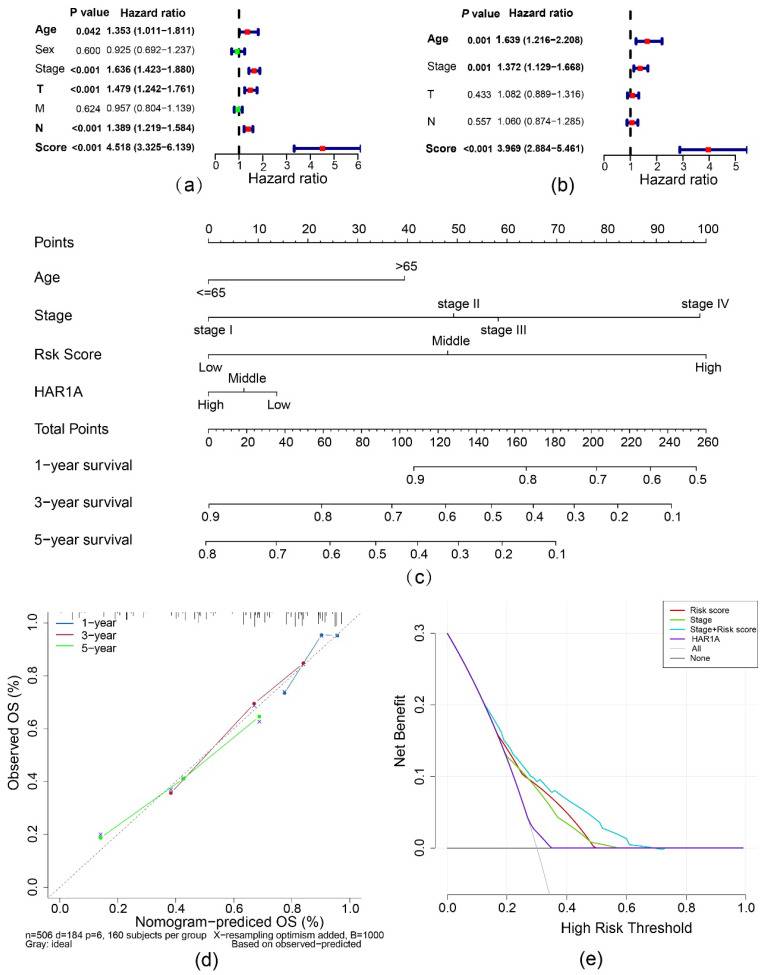 P value Hazard ratio
Age 0.042 1.353 (1.011−1.811)
Sex 0.600 0.925 (0.692−1.237)
Stage <0.001 1.636 (1.423−1.880)
T <0.001 1.479 (1.242−1.761)
M 0.624 0.957 (0.804−1.139)
N <0.001 1.389 (1.219−1.584)
Score <0.001 4.518 (3.325−6.139)
0 1 2 3 4 5 6
Hazard ratio
(a)
P value Hazard ratio
Age 0.001 1.639 (1.216−2.208)
Stage 0.001 1.372 (1.129−1.668)
T 0.433 1.082 (0.889−1.316)
N 0.557 1.060 (0.874−1.285)
Score <0.001 3.969 (2.884−5.461)
0 1 2 3 4 5
Hazard ratio
(b)
Points 0 10 20 30 40 50 60 70 80 90 100
Age <=65 >65
Stage stage I stage II stage III stage IV
Rsk Score Low Middle High
HAR1A High Middle Low
Total Points 0 20 40 60 80 100 120 140 160 180 200 220 240 260
1−year survival 0.9 0.8 0.7 0.6 0.5
3−year survival 0.9 0.8 0.7 0.6 0.5 0.4 0.3 0.2 0.1
5−year survival 0.8 0.7 0.6 0.5 0.4 0.3 0.2 0.1
(c)
1−year
3−year
5−year
Observed OS (%)
1.0
0.8
0.6
0.4
0.2
0.0
0.0 0.2 0.4 0.6 0.8 1.0
Nomogram−prediced OS (%)
n=506 d=184 p=6, 160 subjects per group X−resampling optimism added, B=1000
Gray: ideal Based on observed−predicted
(d)
Risk score
Stage
Stage+Risk score
HAR1A
All
None
Net Benefit
0.3
0.2
0.1
0.0
0.0 0.2 0.4 0.6 0.8 1.0
High Risk Threshold
(e)